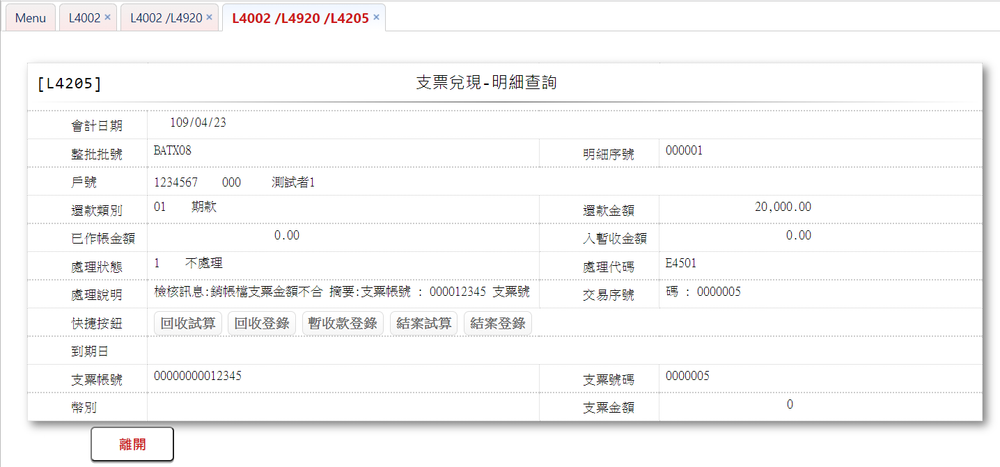 Menu L4002 × L4002 /L4920 × L4002 /L4920 /L4205 ×
[L4205] 支票兌現-明細查詢
會計日期 109/04/23
整批批號 BATX08 明細序號 000001
戶號 1234567 000 測試者1
還款類別 01 期款 還款金額 20,000.00
已作帳金額 0.00 入暫收金額 0.00
處理狀態 1 不處理 處理代碼 E4501
處理說明 檢核訊息:銷帳檔支票金額不合 摘要:支票帳號 : 000012345 支票號 交易序號 碼 : 0000005
快捷按鈕 回收試算 回收登錄 暫收款登錄 結案試算 結案登錄
到期日
支票帳號 00000000012345 支票號碼 0000005
幣別 支票金額 0
離開